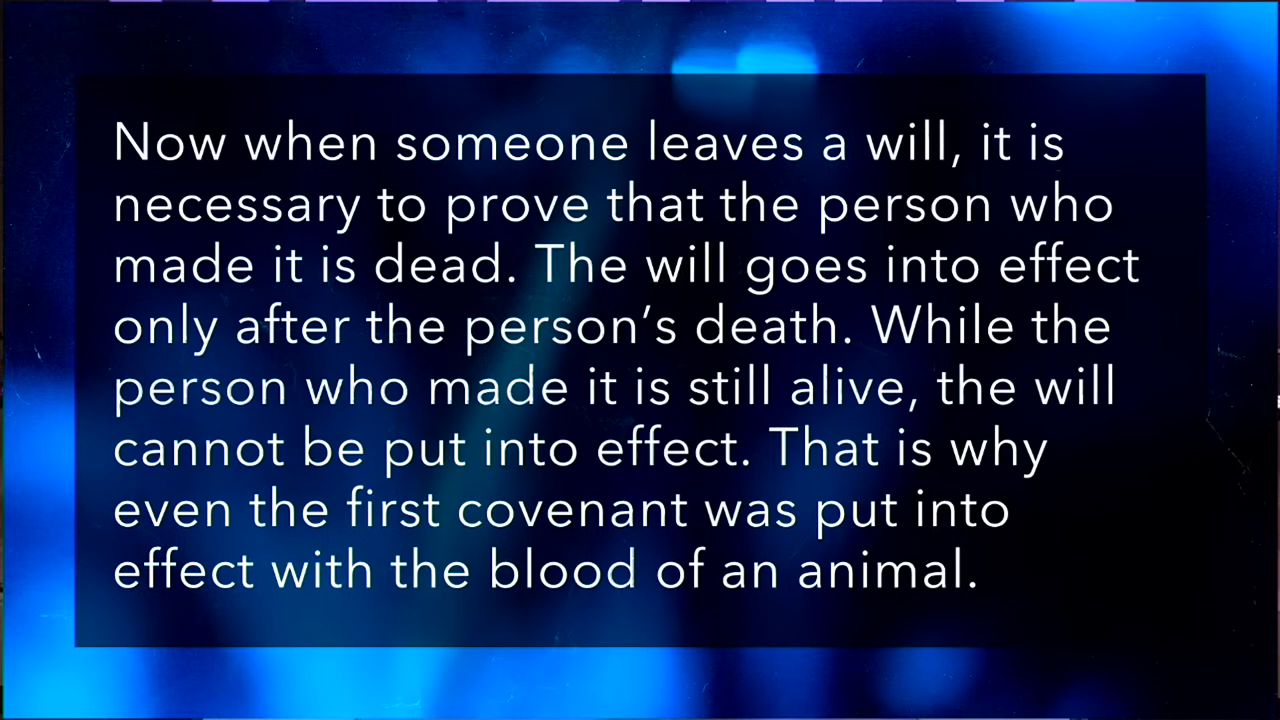 Now when someone leaves a will, it is
necessary to prove that the person who
made it is dead. The will goes into effect
only after the person’s death. While the
person who made it is still alive, the will
cannot be put into effect. That is why
even the first covenant was put into
effect with the blood of an animal.